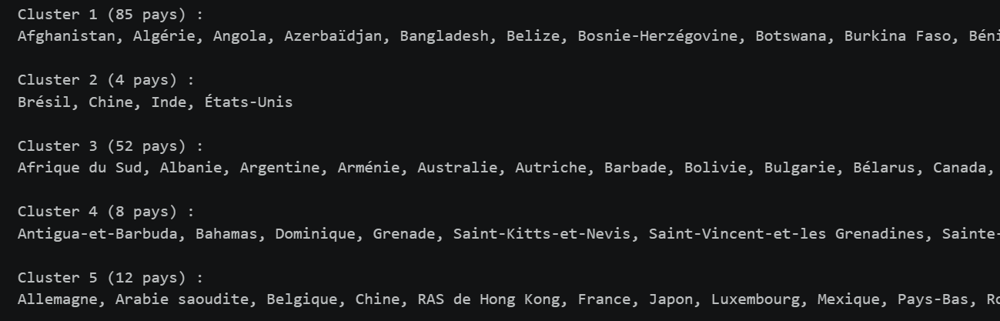 Cluster 1 (85 pays) :
Afghanistan, Algérie, Angola, Azerbaïdjan, Bangladesh, Belize, Bosnie-Herzégovine, Botswana, Burkina Faso,
Cluster 2 (4 pays) :
Brésil, Chine, Inde, États-Unis
Cluster 3 (52 pays) :
Afrique du Sud, Albanie, Argentine, Arménie, Australie, Autriche, Barbade, Bolivie, Bulgarie, Bélarus, Canada,
Cluster 4 (8 pays) :
Antigua-et-Barbuda, Bahamas, Dominique, Grenade, Saint-Kitts-et-Nevis, Saint-Vincent-et-les Grenadines, Sainte-
Cluster 5 (12 pays) :
Allemagne, Arabie saoudite, Belgique, Chine, RAS de Hong Kong, France, Japon, Luxembourg, Mexique, Pays-Bas,